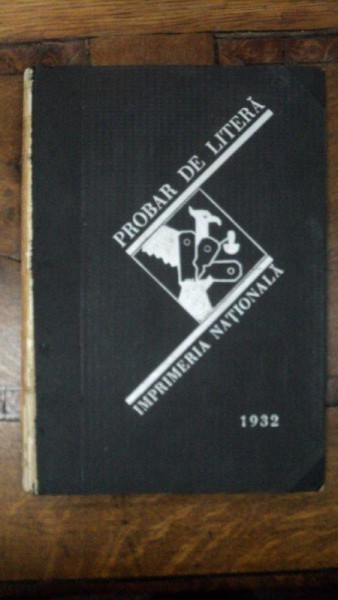 PROBAR DE LITERĂ
IMPRIMERIA NAȚIONALĂ
1932